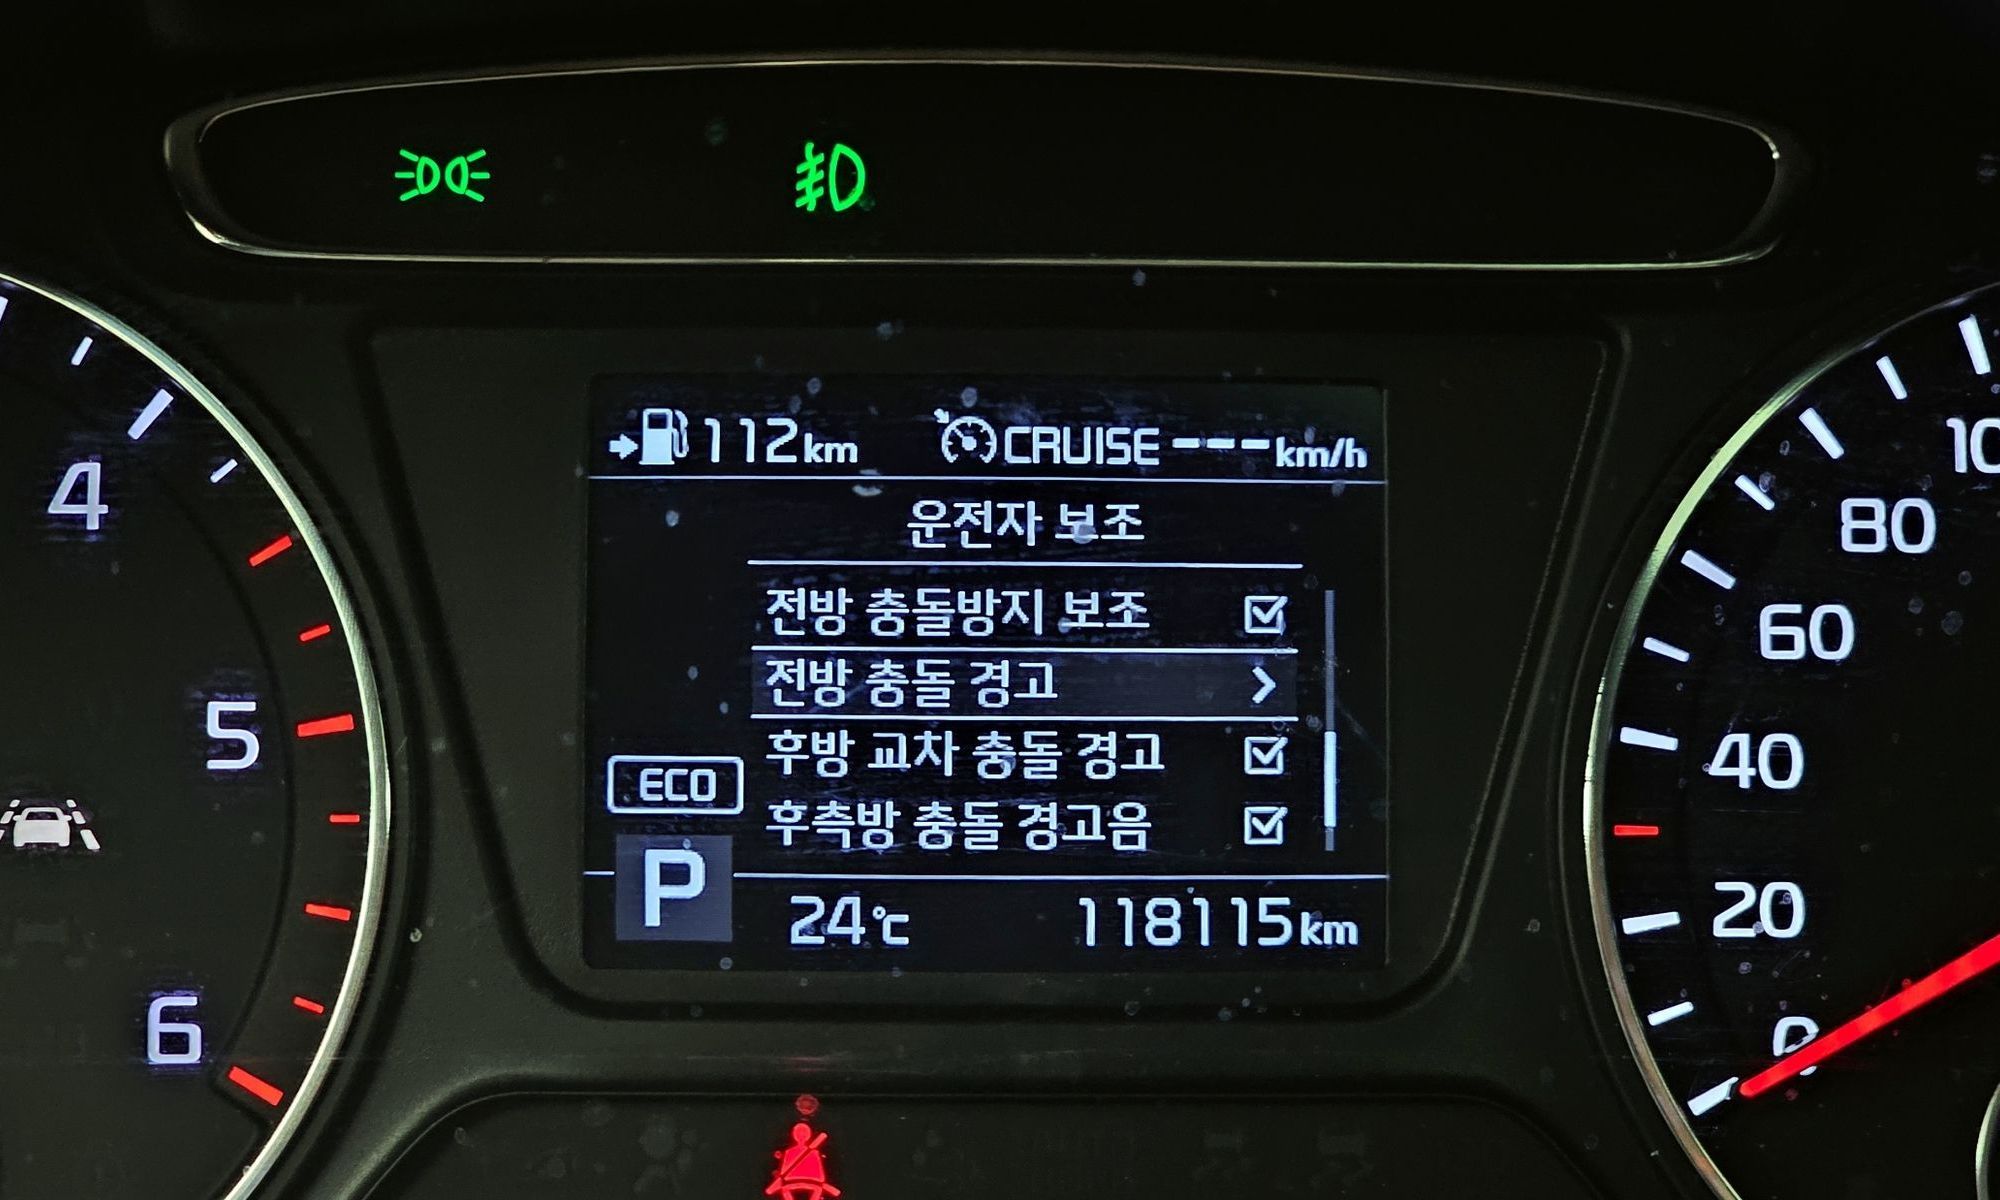 112km CRUISE ---km/h
운전자 보조
전방 충돌방지 보조
전방 충돌 경고
후방 교차 충돌 경고
후측방 충돌 경고음
ECO
P 24℃ 118115km
4
5
6
100
80
60
40
20
0